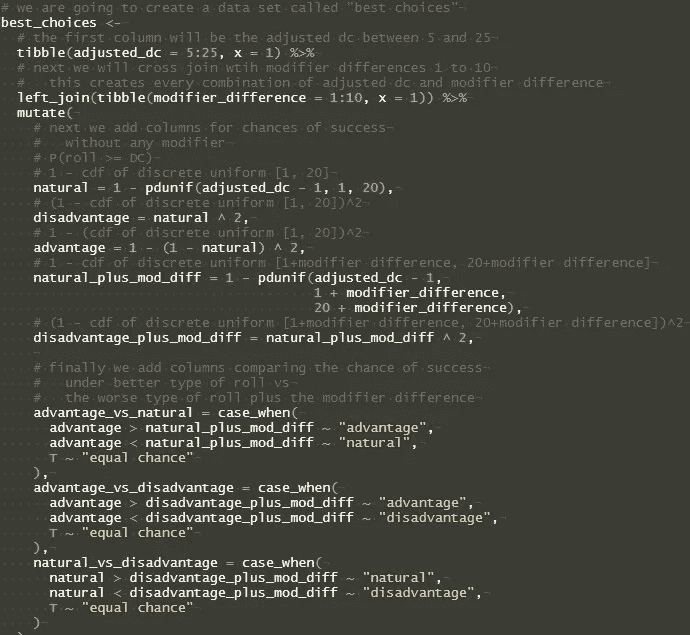 # we are going to create a data set called "best choices"
best_choices <-
# the first column will be the adjusted dc between 5 and 25
tibble(adjusted_dc = 5:25, x = 1) %>%
# next we will cross join wtih modifier differences 1 to 10
#   this creates every combination of adjusted dc and modifier difference
left_join(tibble(modifier_difference = 1:10, x = 1)) %>%
mutate(
# next we add columns for chances of success
#   without any modifier
# P(roll >= DC)
# 1 - cdf of discrete uniform [1, 20]
natural = 1 - pdunif(adjusted_dc - 1, 1, 20),
# (1 - cdf of discrete uniform [1, 20])^2
disadvantage = natural ^ 2,
# 1 - (cdf of discrete uniform [1, 20])^2
advantage = 1 - (1 - natural) ^ 2,
# 1 - cdf of discrete uniform [1+modifier difference, 20+modifier difference]
natural_plus_mod_diff = 1 - pdunif(adjusted_dc - 1,
1 + modifier_difference,
20 + modifier_difference),
# (1 - cdf of discrete uniform [1+modifier difference, 20+modifier difference])^2
disadvantage_plus_mod_diff = natural_plus_mod_diff ^ 2,
# finally we add columns comparing the chance of success
#   under better type of roll vs
#   the worse type of roll plus the modifier difference
advantage_vs_natural = case_when(
advantage > natural_plus_mod_diff ~ "advantage",
advantage < natural_plus_mod_diff ~ "natural",
T ~ "equal chance"
),
advantage_vs_disadvantage = case_when(
advantage > disadvantage_plus_mod_diff ~ "advantage",
advantage < disadvantage_plus_mod_diff ~ "disadvantage",
T ~ "equal chance"
),
natural_vs_disadvantage = case_when(
natural > disadvantage_plus_mod_diff ~ "natural",
natural < disadvantage_plus_mod_diff ~ "disadvantage",
T ~ "equal chance"
)